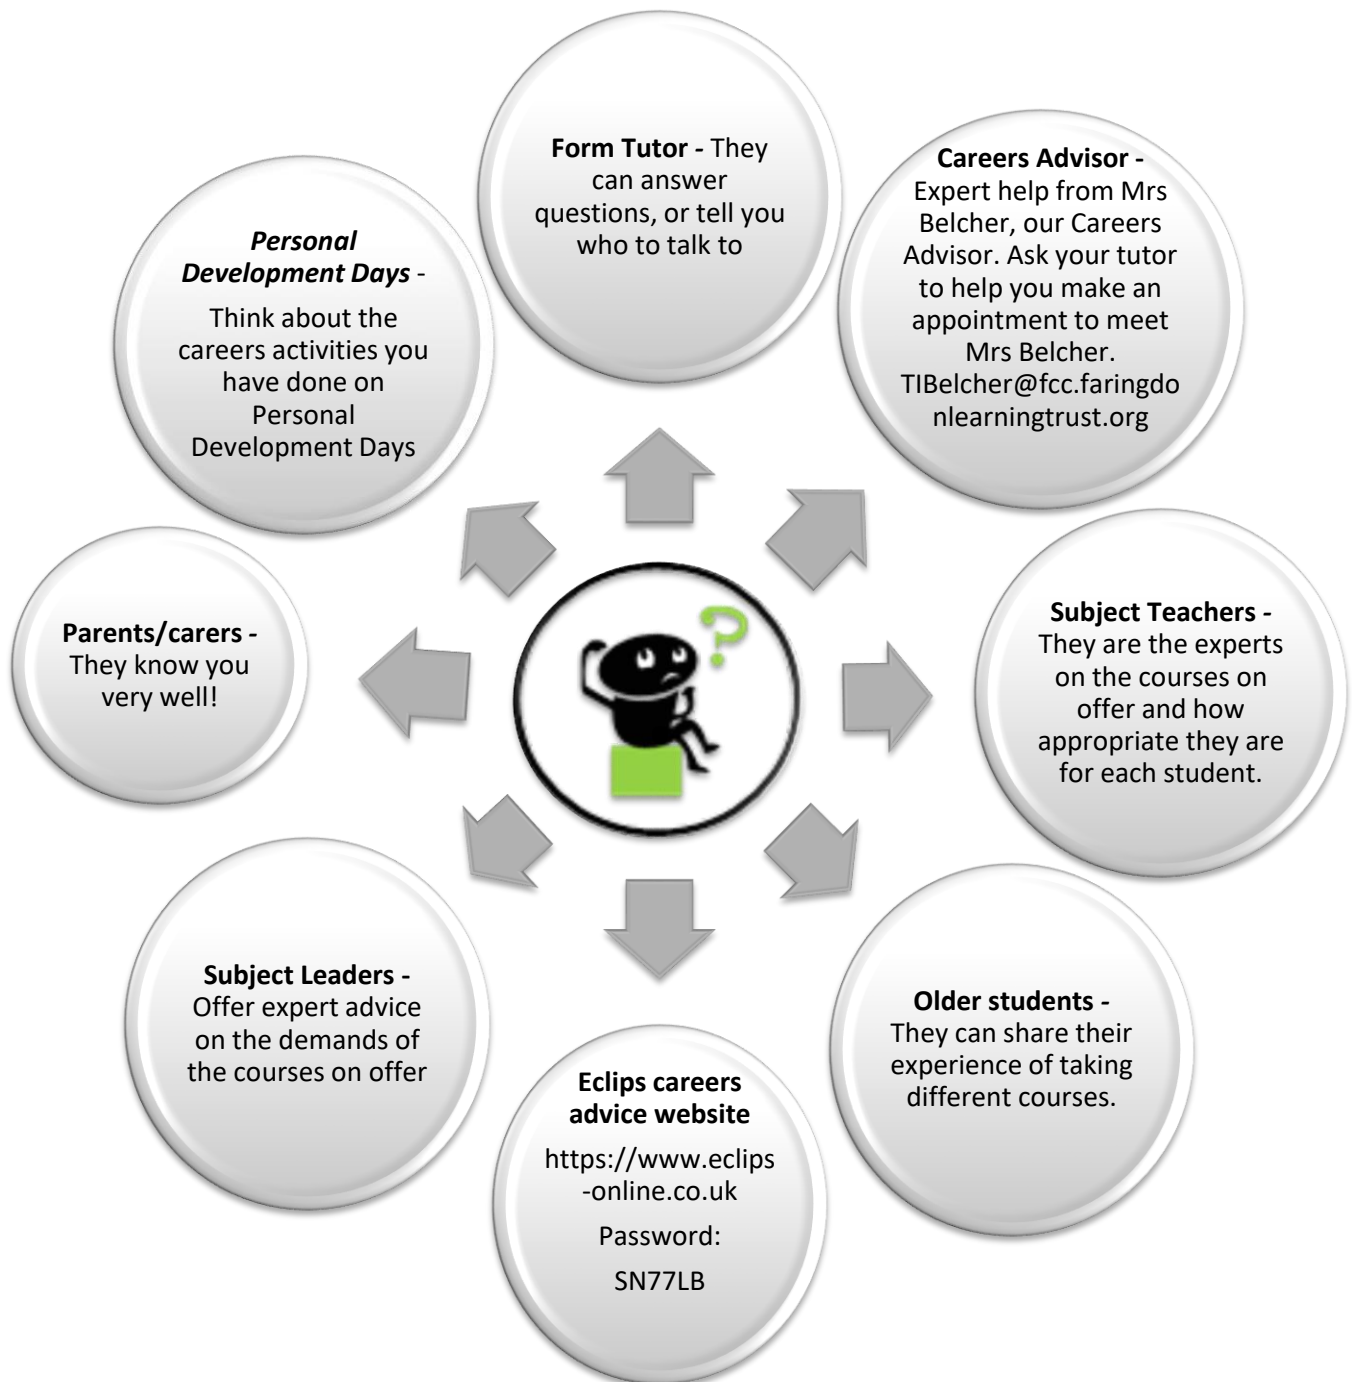 Form Tutor - They
can answer
questions, or tell you
who to talk to
Careers Advisor -
Expert help from Mrs
Belcher, our Careers
Advisor. Ask your tutor
to help you make an
appointment to meet
Mrs Belcher.
TIBelcher@fcc.faringdo
nlearningtrust.org
Subject Teachers -
They are the experts
on the courses on
offer and how
appropriate they are
for each student.
Older students -
They can share their
experience of taking
different courses.
Eclips careers
advice website
https://www.eclips
-online.co.uk
Password:
SN77LB
Subject Leaders -
Offer expert advice
on the demands of
the courses on offer
Parents/carers -
They know you
very well!
Personal
Development Days -
Think about the
careers activities you
have done on
Personal
Development Days
?